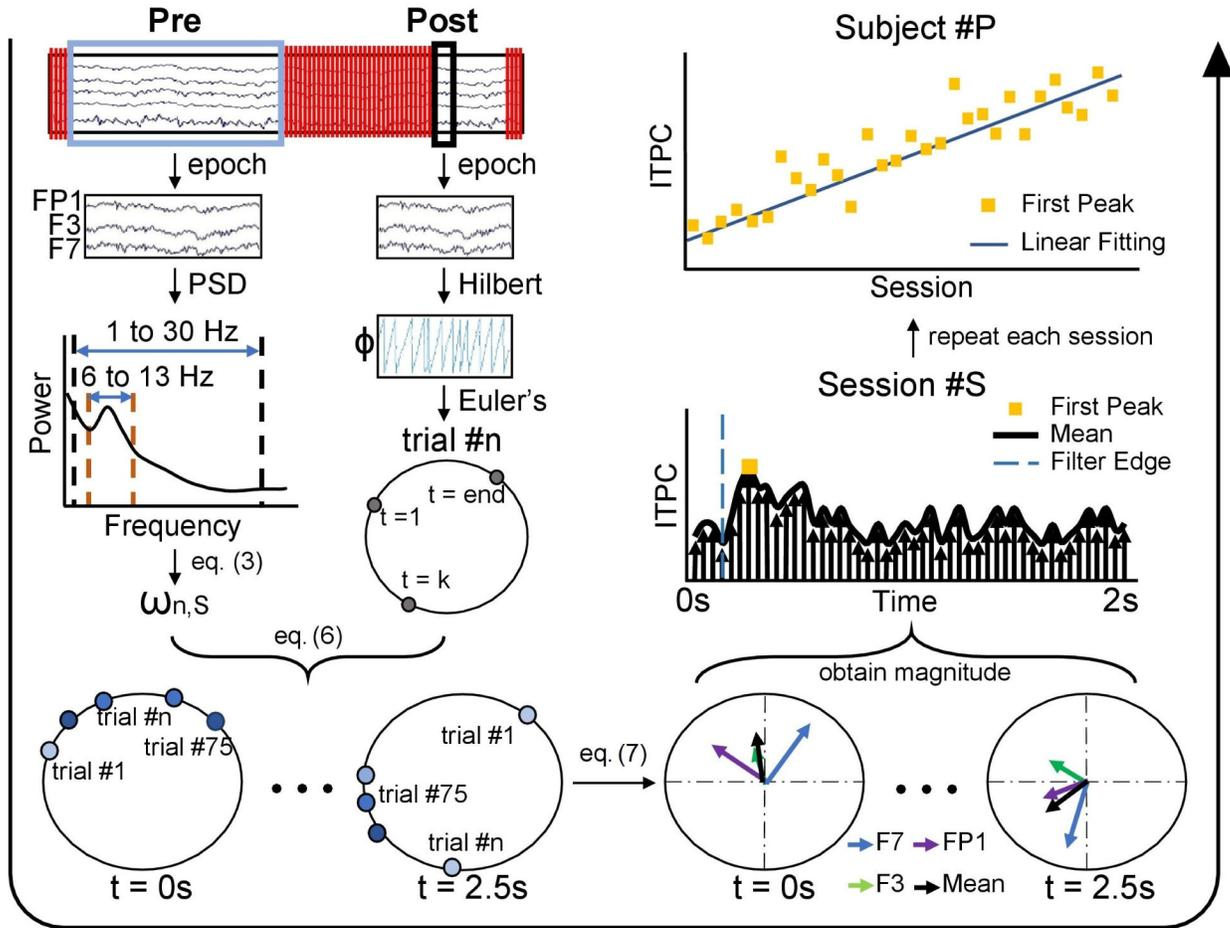 Pre
Post
epoch
epoch
FP1
F3
F7
PSD
Hilbert
1 to 30 Hz
6 to 13 Hz
Power
Frequency
ϕ
Euler's
trial #n
t = end
t =1
t = k
eq. (3)
ωn,S
eq. (6)
trial #n
trial #75
trial #1
t = 0s
trial #1
trial #75
trial #n
t = 2.5s
eq. (7)
Subject #P
ITPC
First Peak
Linear Fitting
Session
repeat each session
Session #S
First Peak
Mean
Filter Edge
ITPC
0s
Time
2s
obtain magnitude
F7
FP1
F3
Mean
t = 0s
t = 2.5s